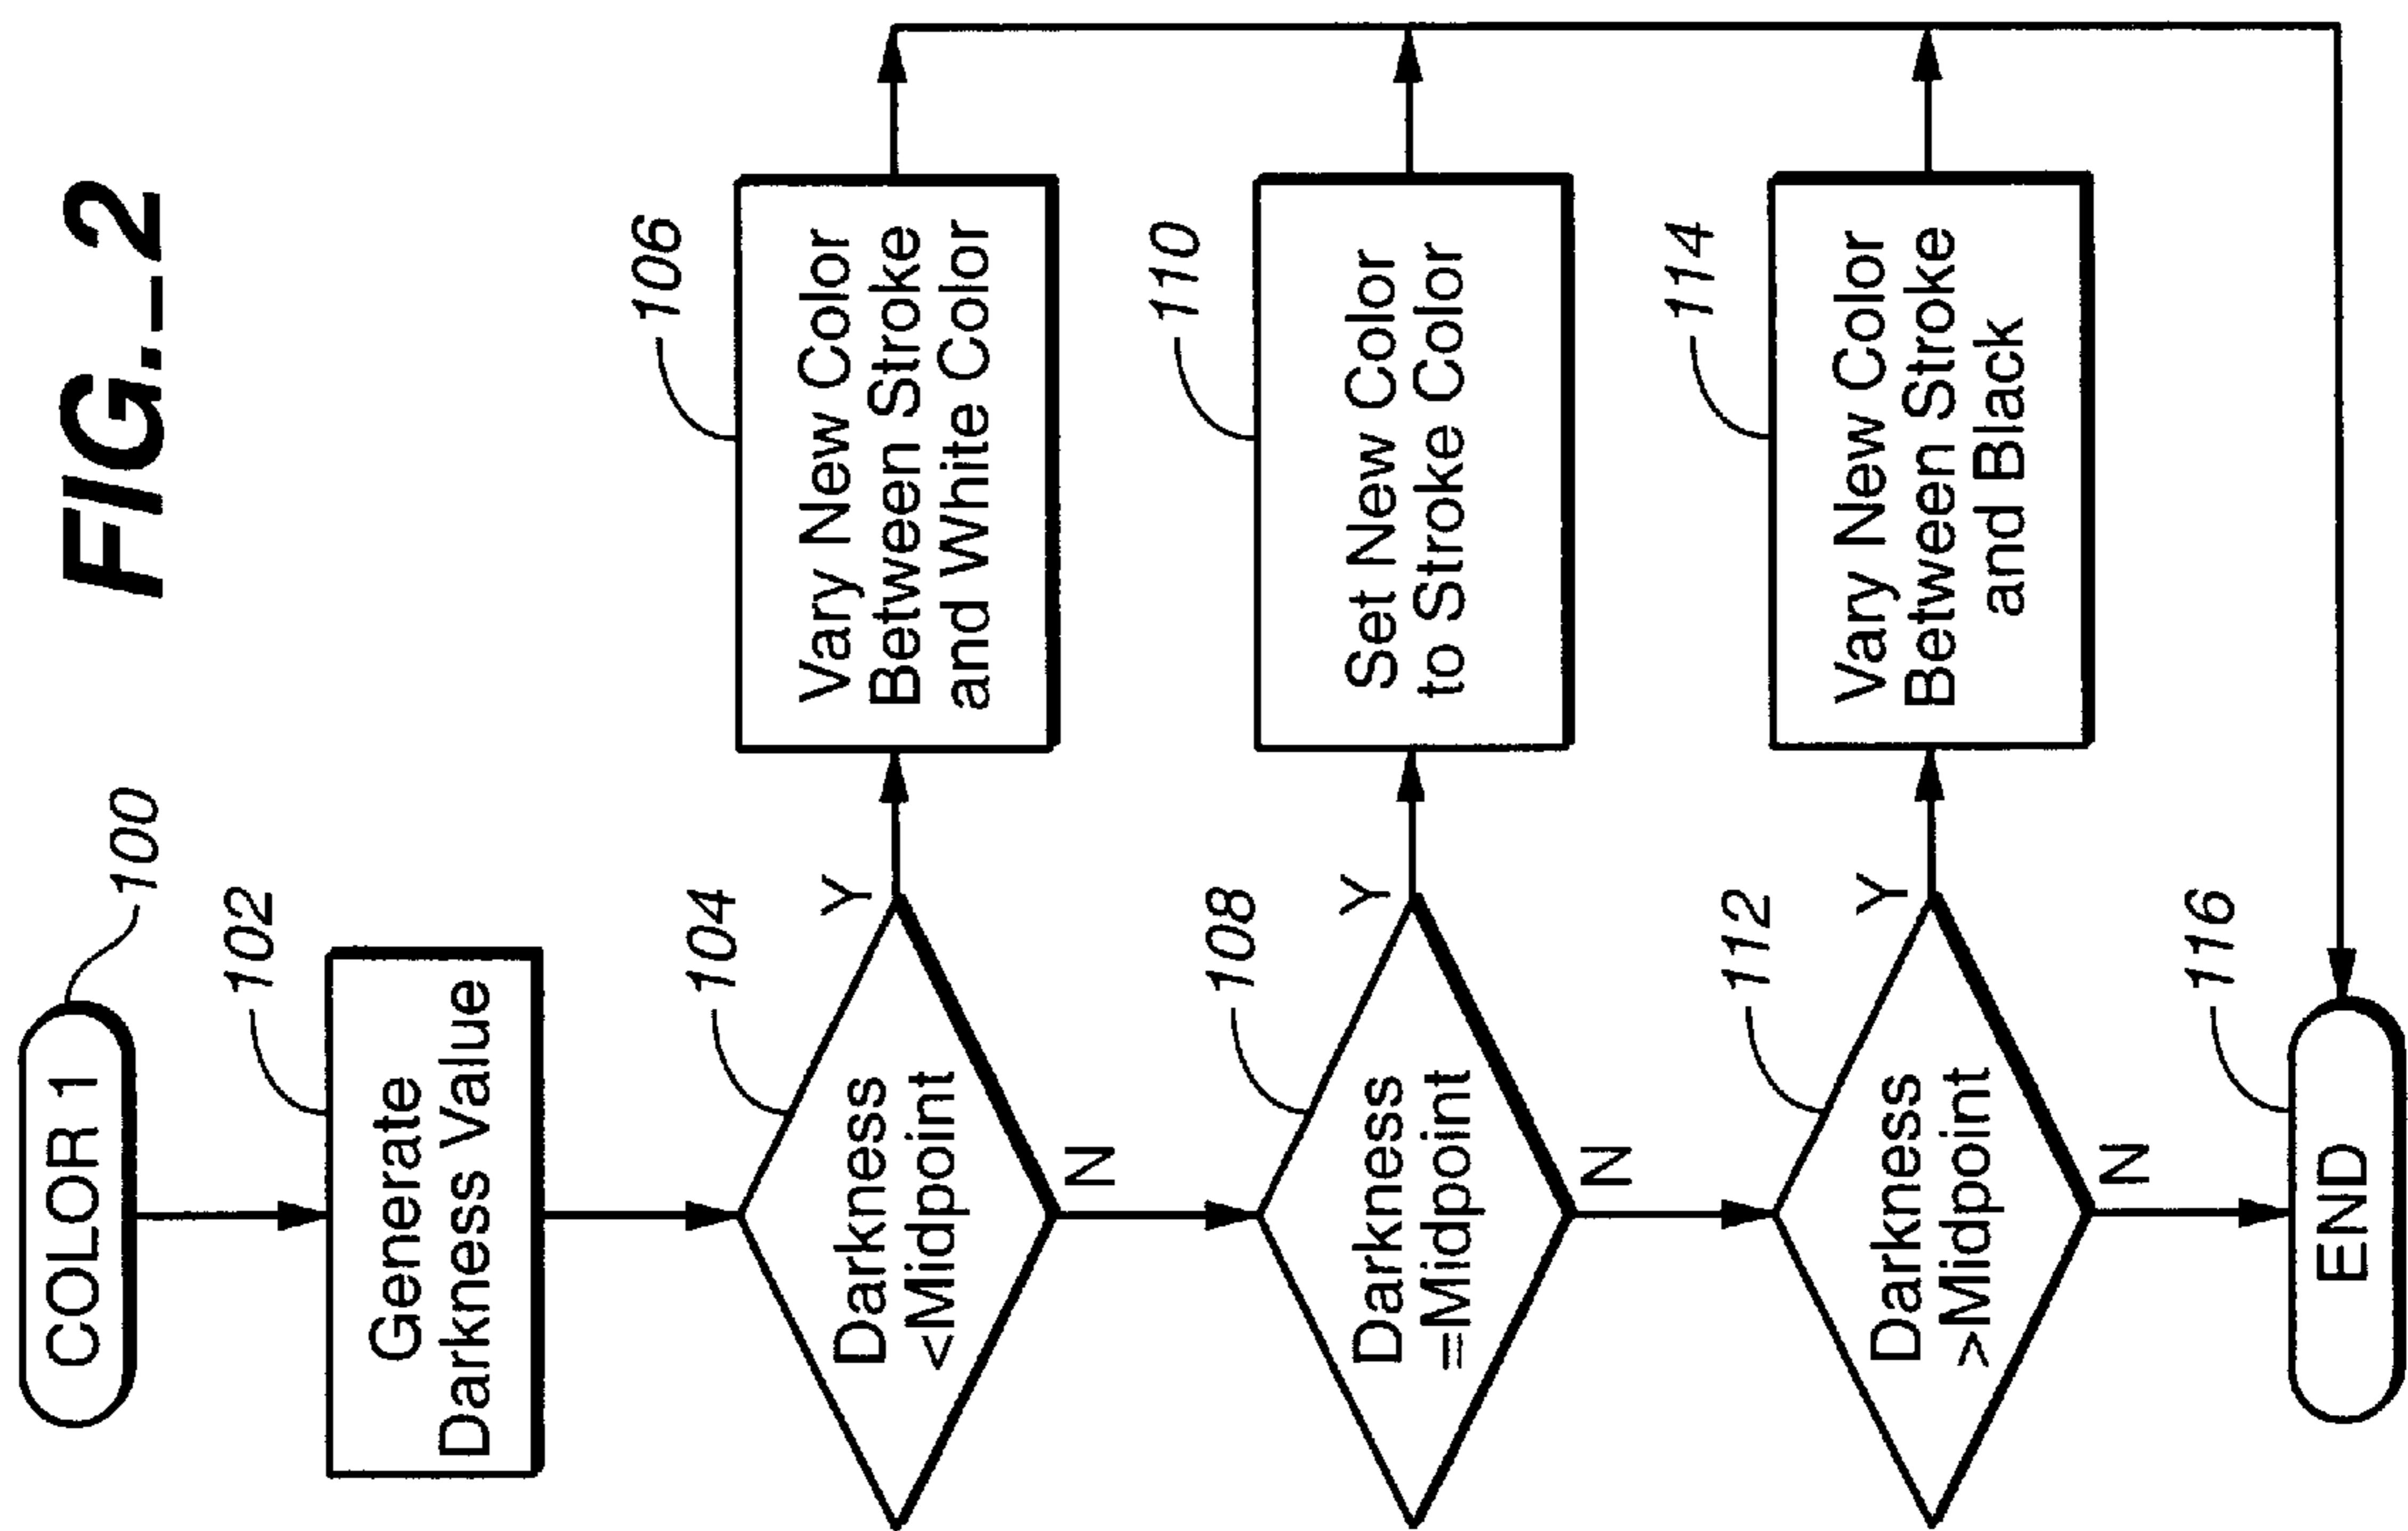 FIG._2
COLOR 1
100
Generate
Darkness Value
102
Darkness
<Midpoint
104
Y
N
Vary New Color
Between Stroke
and White Color
106
Darkness
=Midpoint
108
Y
N
Set New Color
to Stroke Color
110
Darkness
>Midpoint
112
Y
N
Vary New Color
Between Stroke
and Black
114
END
116